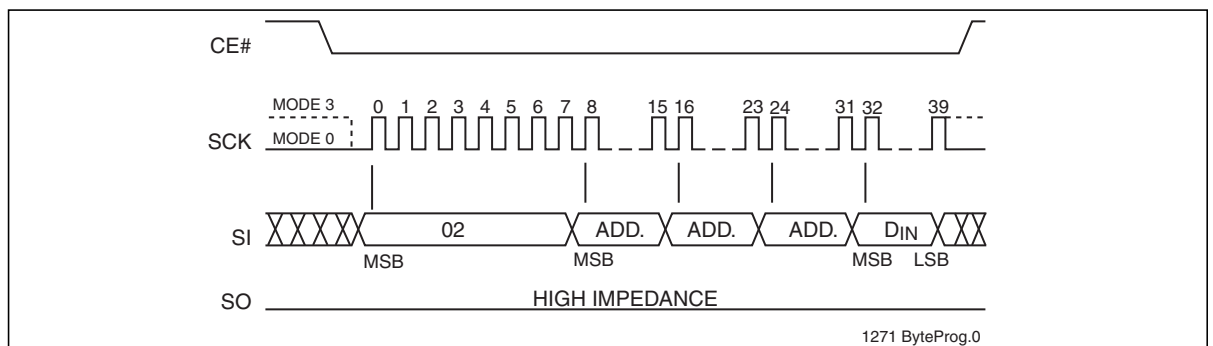 CE#
MODE 3
0 1 2 3 4 5 6 7 8 15 16 23 24 31 32 39
SCK
MODE 0
SI
02 ADD. ADD. ADD. DIN
MSB MSB MSB LSB
SO
HIGH IMPEDANCE
1271 ByteProg.0